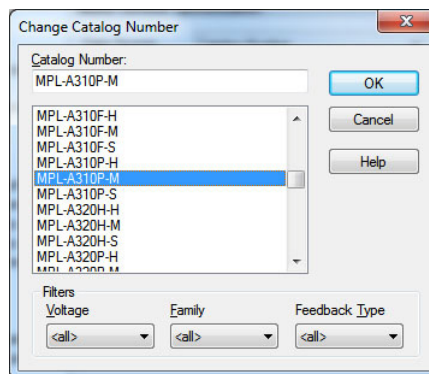 Change Catalog Number
Catalog Number:
MPL-A310P-M
OK
MPL-A310F-H
Cancel
MPL-A310F-M
MPL-A310F-S
MPL-A310P-H
Help
MPL-A310P-M
MPL-A310P-S
MPL-A320H-H
MPL-A320H-M
MPL-A320H-S
MPL-A320P-H
MPL-A320P-M
Filters
Voltage Family Feedback Type
<all> <all> <all>